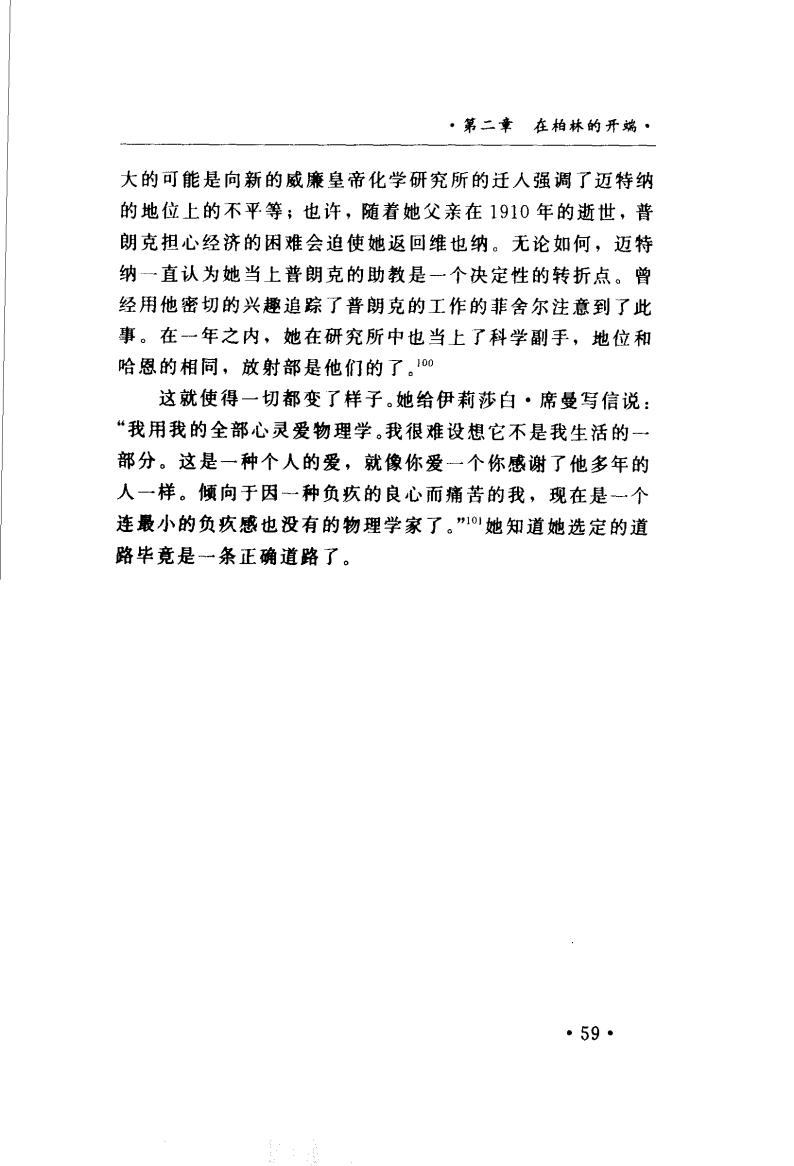 ·第二章 在柏林的开端·
大的可能是向新的威廉皇帝化学研究所的迁入强调了迈特纳
的地位上的不平等；也许，随着她父亲在1910年的逝世，普
朗克担心经济的困难会迫使她返回维也纳。无论如何，迈特
纳一直认为她当上普朗克的助教是一个决定性的转折点。曾
经用他密切的兴趣追踪了普朗克的工作的菲舍尔注意到了此
事。在一年之内，她在研究所中也当上了科学副手，地位和
哈恩的相同，放射部是他们的了。100
这就使得一切都变了样子。她给伊莉莎白·席曼写信说：
“我用我的全部心灵爱物理学。我很难设想它不是我生活的一
部分。这是一种个人的爱，就像你爱一个你感谢了他多年的
人一样。倾向于因一种负疚的良心而痛苦的我，现在是一个
连最小的负疚感也没有的物理学家了。”101她知道她选定的道
路毕竟是一条正确道路了。
·59·